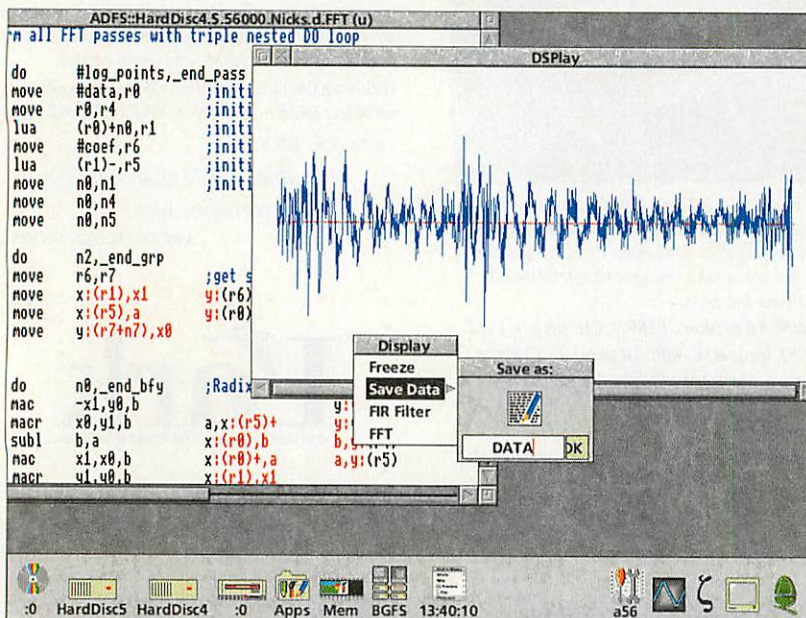 ADFS::HardDisc4.$.56000.Nicks.d.FFT (u)
rm all FFT passes with triple nested DO loop
do #log_points,_end_pass
move #data,r0 ;initi
move r0,r4 ;initi
lua (r0)+n0,r1 ;initi
move #coef,r6 ;initi
lua (r1)-,r5 ;initi
move n0,n1 ;initi
move n0,n4
move n0,n5
do n2,_end_grp
move r6,r7 ;get s
move x:(r1),x1 y:(r6)
move x:(r5),a y:(r0)
move y:(r7+n7),x0
do n0,_end_bfy ;Radix
mac -x1,y0,b y:
macr x0,y1,b a,x:(r5)+ y:
subl b,a x:(r0),b b,y:
mac x1,x0,b x:(r0)+,a a,y:(r5)
macr y1,y0,b x:(r1),x1
DSPlay
Display
Freeze
Save Data
FIR Filter
FFT
Save as:
DATA
OK
:0 HardDisc5 HardDisc4 :0 Apps Mem BGFS 13:40:10 a56